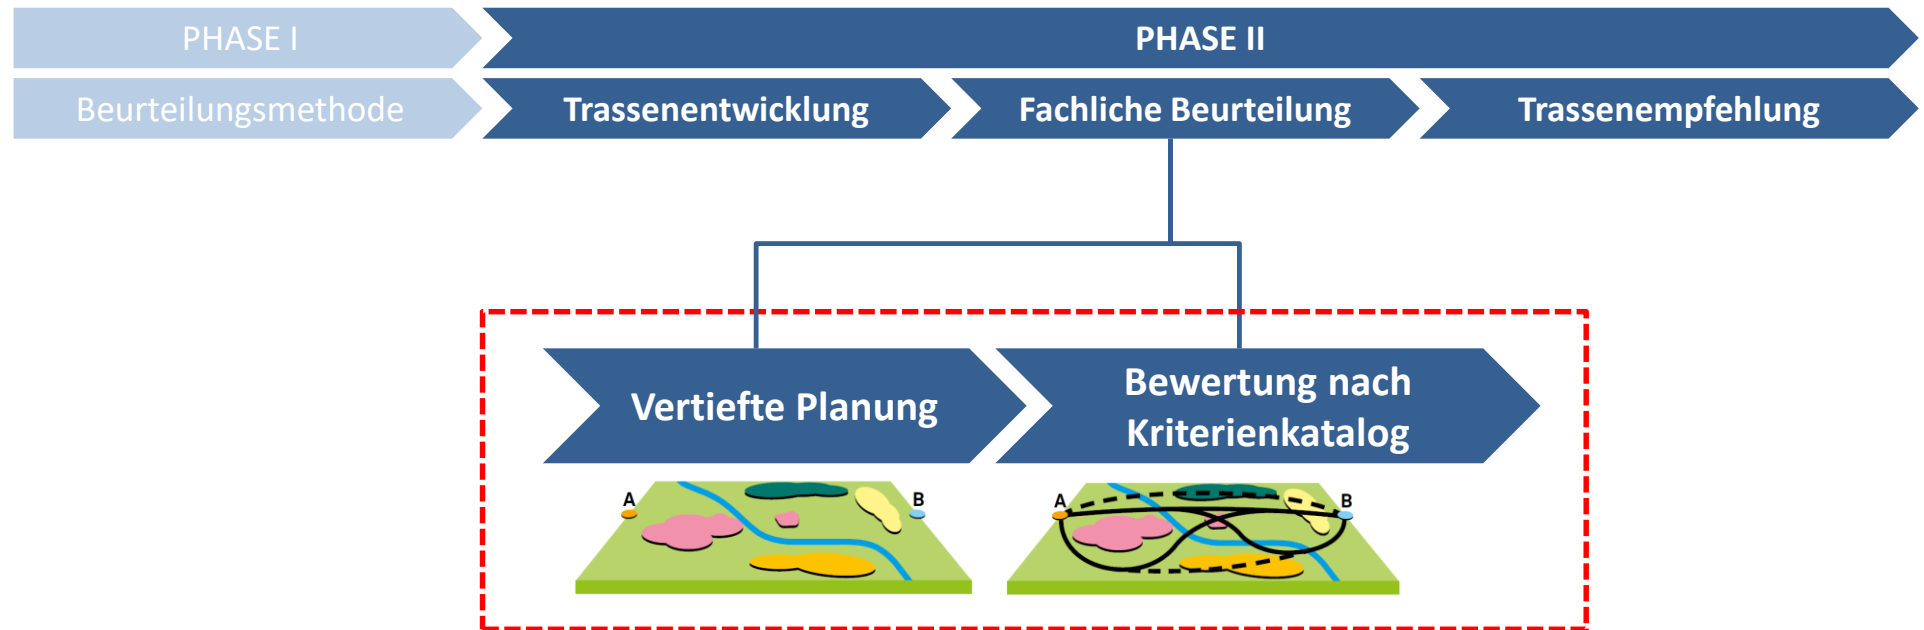 PHASE I
PHASE II
Beurteilungsmethode
Trassenentwicklung
Fachliche Beurteilung
Trassenempfehlung
Vertiefte Planung
Bewertung nach
Kriterienkatalog
A
B
A
B